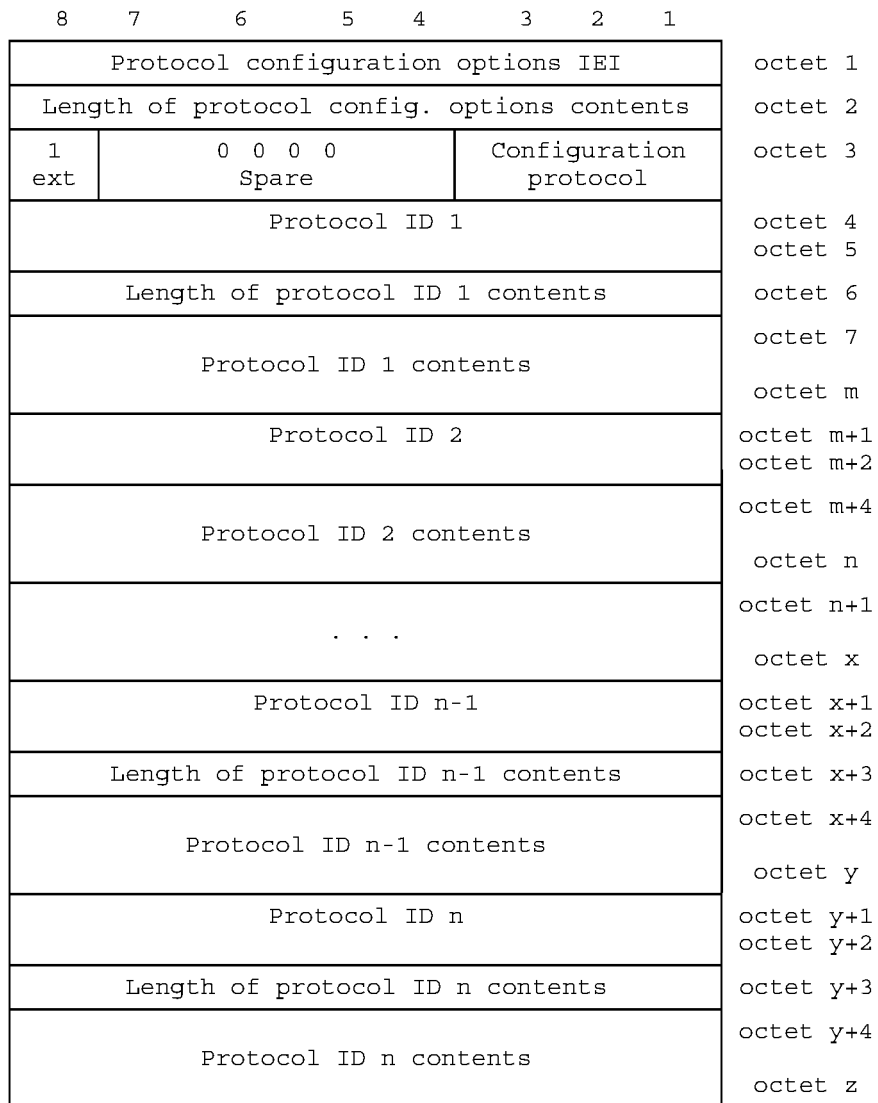 8 7 6 5 4 3 2 1
Protocol configuration options IEI octet 1
Length of protocol config. options contents octet 2
1 0 0 0 0 Configuration octet 3
ext Spare protocol
Protocol ID 1 octet 4
octet 5
Length of protocol ID 1 contents octet 6
octet 7
Protocol ID 1 contents
octet m
Protocol ID 2 octet m+1
octet m+2
octet m+4
Protocol ID 2 contents
octet n
octet n+1
. . .
octet x
Protocol ID n-1 octet x+1
octet x+2
Length of protocol ID n-1 contents octet x+3
octet x+4
Protocol ID n-1 contents
octet y
Protocol ID n octet y+1
octet y+2
Length of protocol ID n contents octet y+3
octet y+4
Protocol ID n contents
octet z